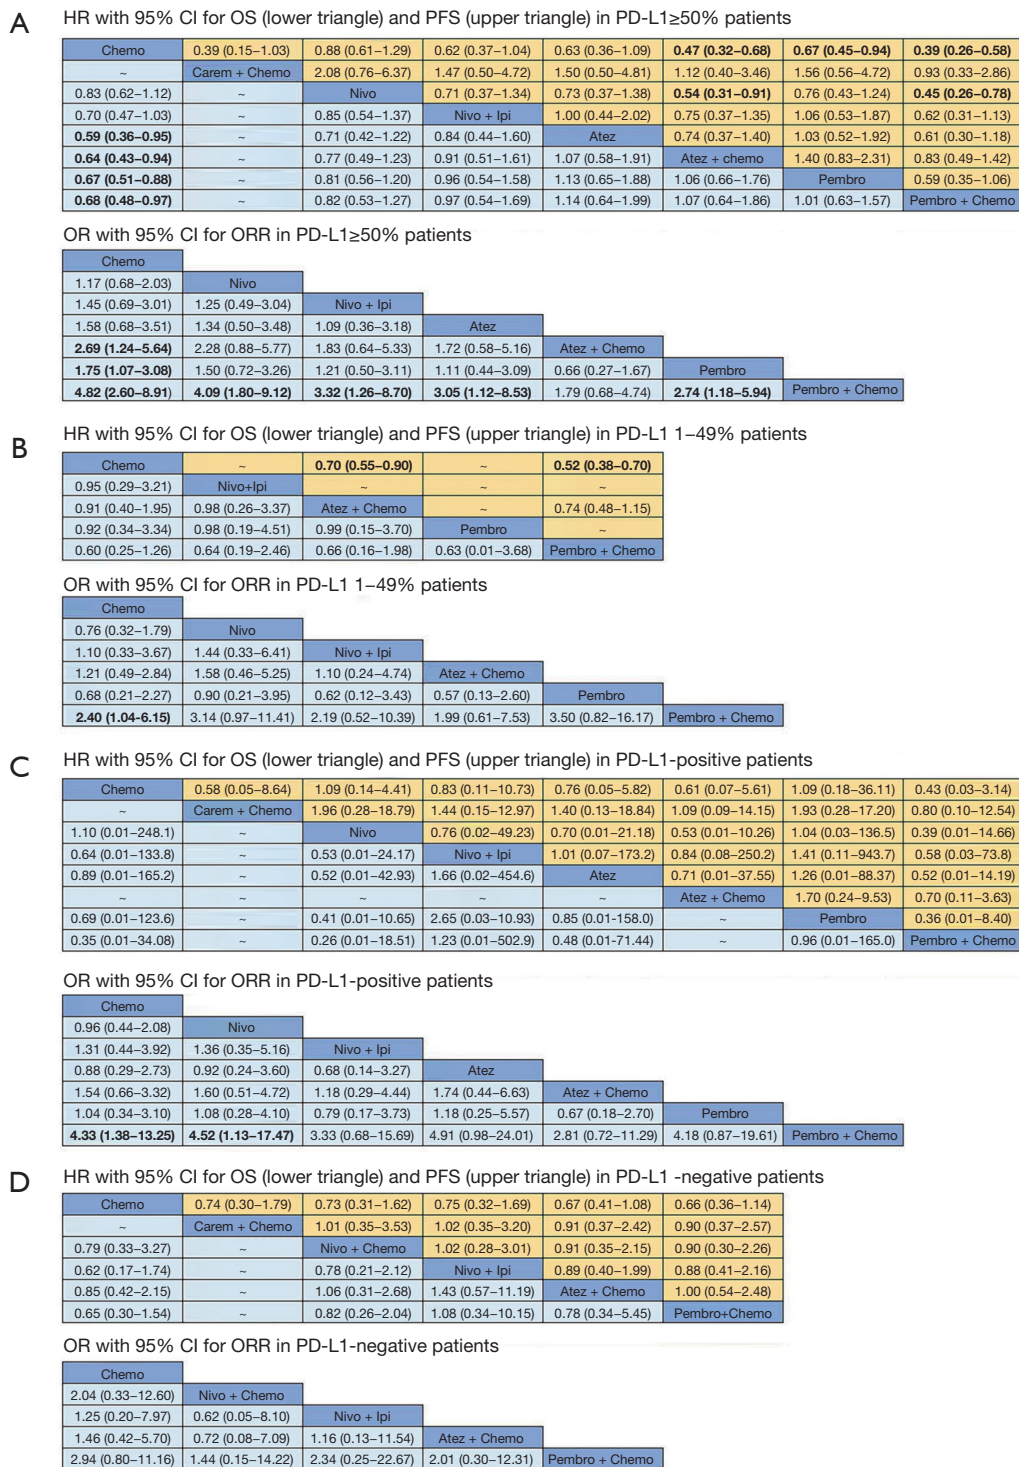 A
HR with 95% CI for OS (lower triangle) and PFS (upper triangle) in PD-L1≥50% patients
Chemo 0.39 (0.15–1.03) 0.88 (0.61–1.29) 0.62 (0.37–1.04) 0.63 (0.36–1.09) 0.47 (0.32–0.68) 0.67 (0.45–0.94) 0.39 (0.26–0.58)
~ Carem + Chemo 2.08 (0.76–6.37) 1.47 (0.50–4.72) 1.50 (0.50–4.81) 1.12 (0.40–3.46) 1.56 (0.56–4.72) 0.93 (0.33–2.86)
0.83 (0.62–1.12) ~ Nivo 0.71 (0.37–1.34) 0.73 (0.37–1.38) 0.54 (0.31–0.91) 0.76 (0.43–1.24) 0.45 (0.26–0.78)
0.70 (0.47–1.03) ~ 0.85 (0.54–1.37) Nivo + Ipi 1.00 (0.44–2.02) 0.75 (0.37–1.35) 1.06 (0.53–1.87) 0.62 (0.31–1.13)
0.59 (0.36–0.95) ~ 0.71 (0.42–1.22) 0.84 (0.44–1.60) Atez 0.74 (0.37–1.40) 1.03 (0.52–1.92) 0.61 (0.30–1.18)
0.64 (0.43–0.94) ~ 0.77 (0.49–1.23) 0.91 (0.51–1.61) 1.07 (0.58–1.91) Atez + chemo 1.40 (0.83–2.31) 0.83 (0.49–1.42)
0.67 (0.51–0.88) ~ 0.81 (0.56–1.20) 0.96 (0.54–1.58) 1.13 (0.65–1.88) 1.06 (0.66–1.76) Pembro 0.59 (0.35–1.06)
0.68 (0.48–0.97) ~ 0.82 (0.53–1.27) 0.97 (0.54–1.69) 1.14 (0.64–1.99) 1.07 (0.64–1.86) 1.01 (0.63–1.57) Pembro + Chemo
OR with 95% CI for ORR in PD-L1≥50% patients
Chemo
1.17 (0.68–2.03) Nivo
1.45 (0.69–3.01) 1.25 (0.49–3.04) Nivo + Ipi
1.58 (0.68–3.51) 1.34 (0.50–3.48) 1.09 (0.36–3.18) Atez
2.69 (1.24–5.64) 2.28 (0.88–5.77) 1.83 (0.64–5.33) 1.72 (0.58–5.16) Atez + Chemo
1.75 (1.07–3.08) 1.50 (0.72–3.26) 1.21 (0.50–3.11) 1.11 (0.44–3.09) 0.66 (0.27–1.67) Pembro
4.82 (2.60–8.91) 4.09 (1.80–9.12) 3.32 (1.26–8.70) 3.05 (1.12–8.53) 1.79 (0.68–4.74) 2.74 (1.18–5.94) Pembro + Chemo
B
HR with 95% CI for OS (lower triangle) and PFS (upper triangle) in PD-L1 1–49% patients
Chemo ~ 0.70 (0.55–0.90) ~ 0.52 (0.38–0.70)
0.95 (0.29–3.21) Nivo+Ipi ~ ~ ~
0.91 (0.40–1.95) 0.98 (0.26–3.37) Atez + Chemo ~ 0.74 (0.48–1.15)
0.92 (0.34–3.34) 0.98 (0.19–4.51) 0.99 (0.15–3.70) Pembro ~
0.60 (0.25–1.26) 0.64 (0.19–2.46) 0.66 (0.16–1.98) 0.63 (0.01–3.68) Pembro + Chemo
OR with 95% CI for ORR in PD-L1 1–49% patients
Chemo
0.76 (0.32–1.79) Nivo
1.10 (0.33–3.67) 1.44 (0.33–6.41) Nivo + Ipi
1.21 (0.49–2.84) 1.58 (0.46–5.25) 1.10 (0.24–4.74) Atez + Chemo
0.68 (0.21–2.27) 0.90 (0.21–3.95) 0.62 (0.12–3.43) 0.57 (0.13–2.60) Pembro
2.40 (1.04-6.15) 3.14 (0.97–11.41) 2.19 (0.52–10.39) 1.99 (0.61–7.53) 3.50 (0.82–16.17) Pembro + Chemo
C
HR with 95% CI for OS (lower triangle) and PFS (upper triangle) in PD-L1-positive patients
Chemo 0.58 (0.05–8.64) 1.09 (0.14–4.41) 0.83 (0.11–10.73) 0.76 (0.05–5.82) 0.61 (0.07–5.61) 1.09 (0.18–36.11) 0.43 (0.03–3.14)
~ Carem + Chemo 1.96 (0.28–18.79) 1.44 (0.15–12.97) 1.40 (0.13–18.84) 1.09 (0.09–14.15) 1.93 (0.28–17.20) 0.80 (0.10–12.54)
1.10 (0.01–248.1) ~ Nivo 0.76 (0.02–49.23) 0.70 (0.01–21.18) 0.53 (0.01–10.26) 1.04 (0.03–136.5) 0.39 (0.01–14.66)
0.64 (0.01–133.8) ~ 0.53 (0.01–24.17) Nivo + Ipi 1.01 (0.07–173.2) 0.84 (0.08–250.2) 1.41 (0.11–943.7) 0.58 (0.03–73.8)
0.89 (0.01–165.2) ~ 0.52 (0.01–42.93) 1.66 (0.02–454.6) Atez 0.71 (0.01–37.55) 1.26 (0.01–88.37) 0.52 (0.01–14.19)
~ ~ ~ ~ ~ Atez + Chemo 1.70 (0.24–9.53) 0.70 (0.11–3.63)
0.69 (0.01–123.6) ~ 0.41 (0.01–10.65) 2.65 (0.03–10.93) 0.85 (0.01-158.0) ~ Pembro 0.36 (0.01–8.40)
0.35 (0.01–34.08) ~ 0.26 (0.01–18.51) 1.23 (0.01–502.9) 0.48 (0.01-71.44) ~ 0.96 (0.01–165.0) Pembro + Chemo
OR with 95% CI for ORR in PD-L1-positive patients
Chemo
0.96 (0.44–2.08) Nivo
1.31 (0.44–3.92) 1.36 (0.35–5.16) Nivo + Ipi
0.88 (0.29–2.73) 0.92 (0.24–3.60) 0.68 (0.14–3.27) Atez
1.54 (0.66–3.32) 1.60 (0.51–4.72) 1.18 (0.29–4.44) 1.74 (0.44–6.63) Atez + Chemo
1.04 (0.34–3.10) 1.08 (0.28–4.10) 0.79 (0.17–3.73) 1.18 (0.25–5.57) 0.67 (0.18–2.70) Pembro
4.33 (1.38–13.25) 4.52 (1.13–17.47) 3.33 (0.68–15.69) 4.91 (0.98–24.01) 2.81 (0.72–11.29) 4.18 (0.87–19.61) Pembro + Chemo
D
HR with 95% CI for OS (lower triangle) and PFS (upper triangle) in PD-L1 -negative patients
Chemo 0.74 (0.30–1.79) 0.73 (0.31–1.62) 0.75 (0.32–1.69) 0.67 (0.41–1.08) 0.66 (0.36–1.14)
~ Carem + Chemo 1.01 (0.35–3.53) 1.02 (0.35–3.20) 0.91 (0.37–2.42) 0.90 (0.37–2.57)
0.79 (0.33–3.27) ~ Nivo + Chemo 1.02 (0.28–3.01) 0.91 (0.35–2.15) 0.90 (0.30–2.26)
0.62 (0.17–1.74) ~ 0.78 (0.21–2.12) Nivo + Ipi 0.89 (0.40–1.99) 0.88 (0.41–2.16)
0.85 (0.42–2.15) ~ 1.06 (0.31–2.68) 1.43 (0.57–11.19) Atez + Chemo 1.00 (0.54–2.48)
0.65 (0.30–1.54) ~ 0.82 (0.26–2.04) 1.08 (0.34–10.15) 0.78 (0.34–5.45) Pembro+Chemo
OR with 95% CI for ORR in PD-L1-negative patients
Chemo
2.04 (0.33–12.60) Nivo + Chemo
1.25 (0.20–7.97) 0.62 (0.05–8.10) Nivo + Ipi
1.46 (0.42–5.70) 0.72 (0.08–7.09) 1.16 (0.13–11.54) Atez + Chemo
2.94 (0.80–11.16) 1.44 (0.15–14.22) 2.34 (0.25–22.67) 2.01 (0.30–12.31) Pembro + Chemo